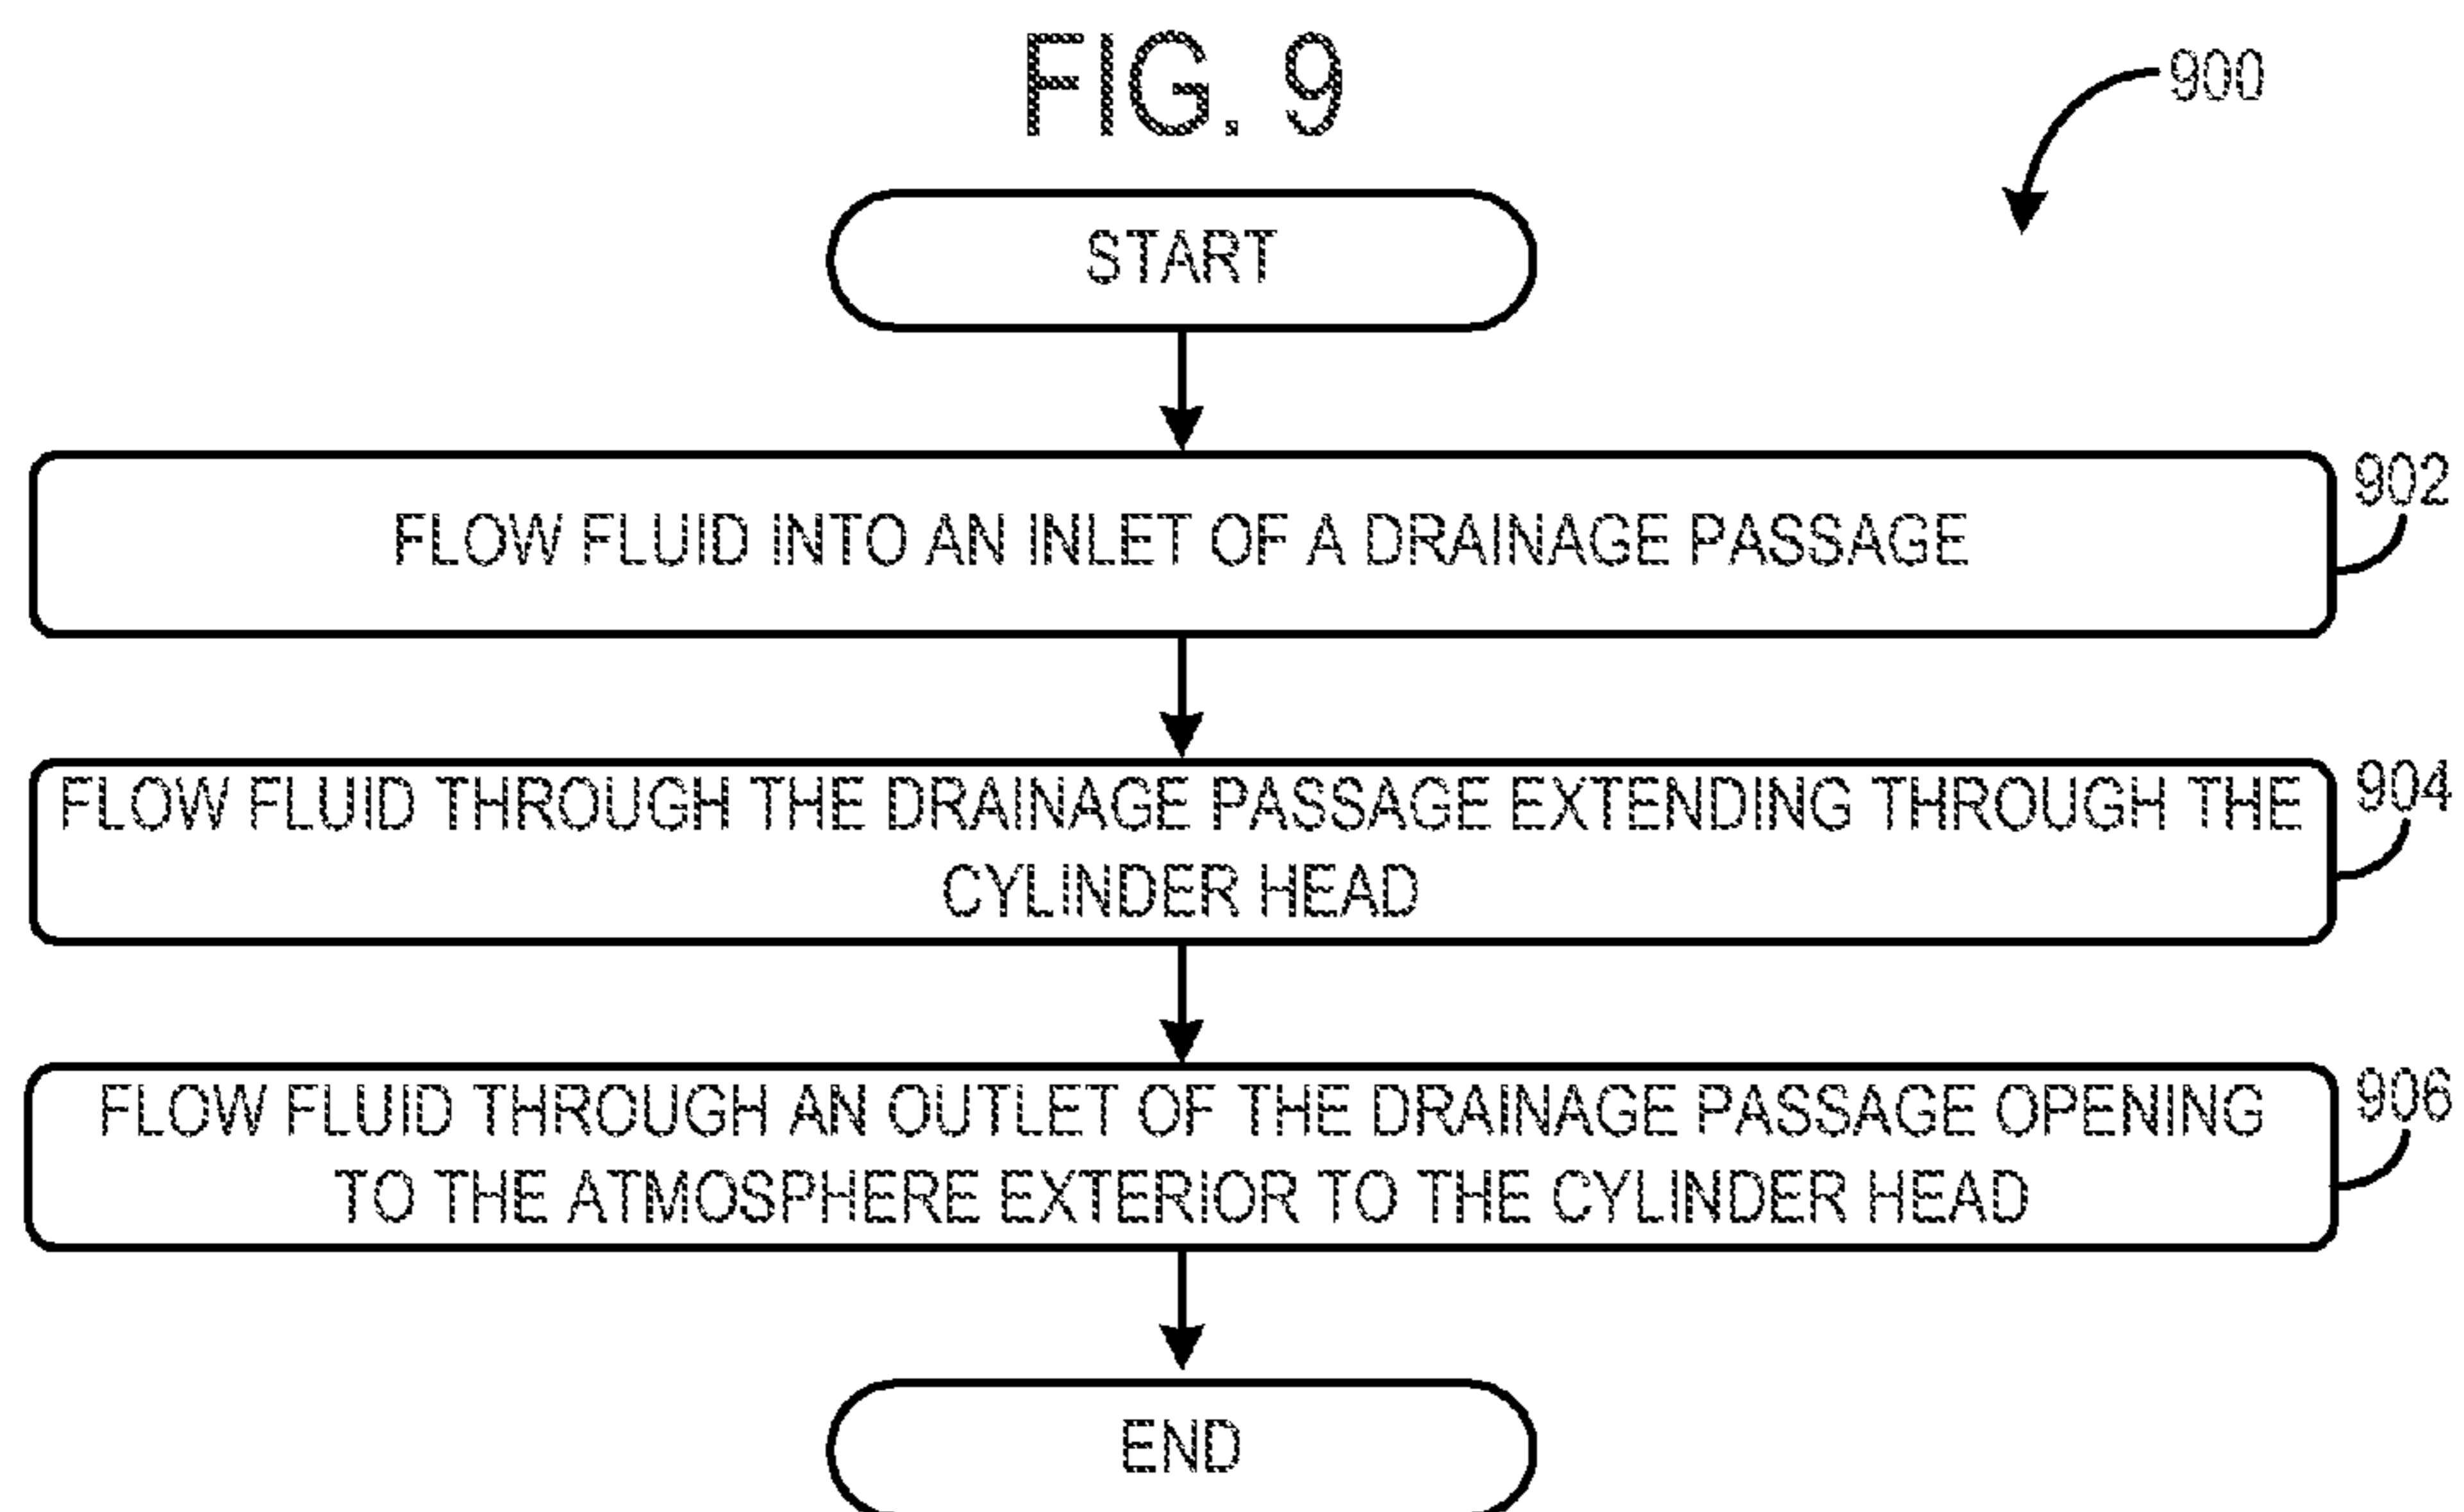 FIG. 9
900
START
FLOW FLUID INTO AN INLET OF A DRAINAGE PASSAGE
902
FLOW FLUID THROUGH THE DRAINAGE PASSAGE EXTENDING THROUGH THE
CYLINDER HEAD
904
FLOW FLUID THROUGH AN OUTLET OF THE DRAINAGE PASSAGE OPENING
TO THE ATMOSPHERE EXTERIOR TO THE CYLINDER HEAD
906
END